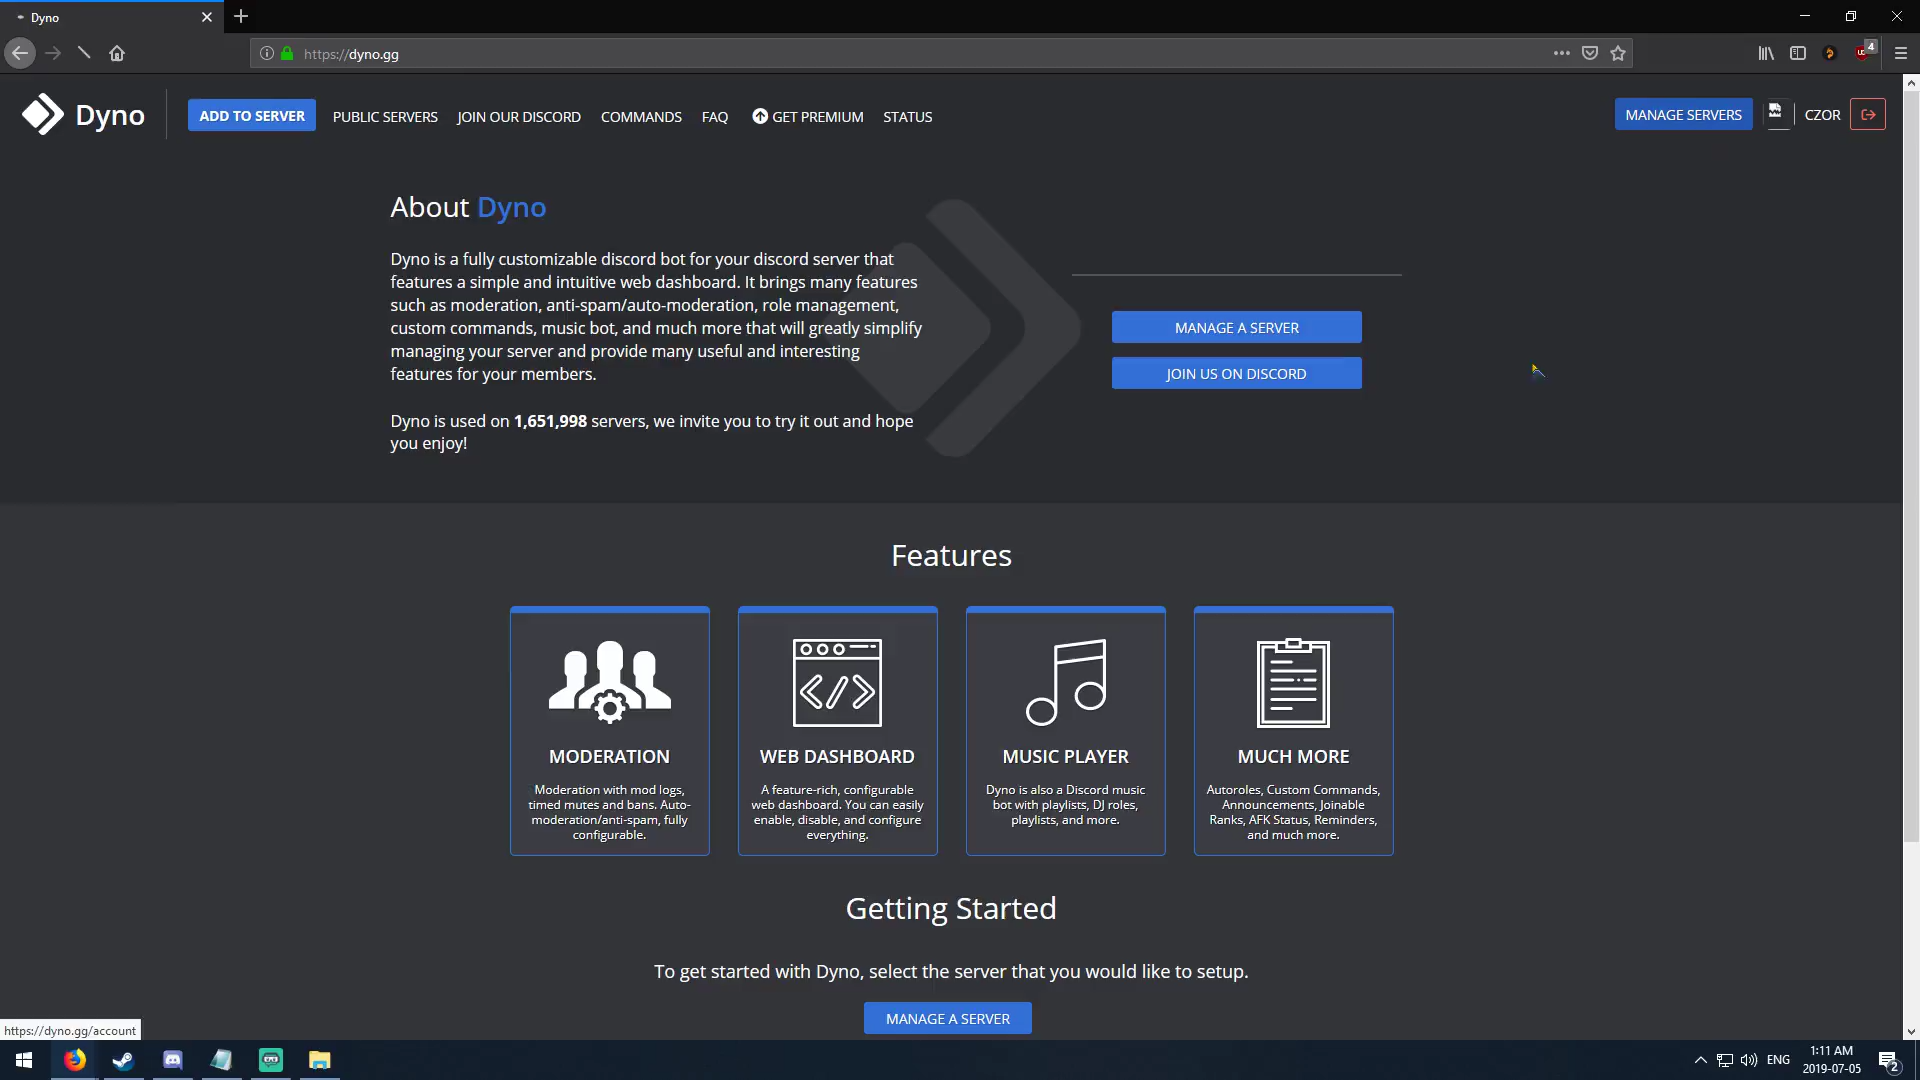 Dyno
https://dyno.gg
4
Dyno
ADD TO SERVER
PUBLIC SERVERS
JOIN OUR DISCORD
COMMANDS
FAQ
GET PREMIUM
STATUS
MANAGE SERVERS
CZOR
About Dyno
Dyno is a fully customizable discord bot for your discord server that
features a simple and intuitive web dashboard. It brings many features
such as moderation, anti-spam/auto-moderation, role management,
custom commands, music bot, and much more that will greatly simplify
managing your server and provide many useful and interesting
features for your members.
Dyno is used on 1,651,998 servers, we invite you to try it out and hope
you enjoy!
MANAGE A SERVER
JOIN US ON DISCORD
Features
MODERATION
Moderation with mod logs,
timed mutes and bans. Auto-
moderation/anti-spam, fully
configurable.
WEB DASHBOARD
A feature-rich, configurable
web dashboard. You can easily
enable, disable, and configure
everything.
MUSIC PLAYER
Dyno is also a Discord music
bot with playlists, DJ roles,
playlists, and more.
MUCH MORE
Autoroles, Custom Commands,
Announcements, Joinable
Ranks, AFK Status, Reminders,
and much more.
Getting Started
To get started with Dyno, select the server that you would like to setup.
MANAGE A SERVER
https://dyno.gg/account
ENG
1:11 AM
2019-07-05
2